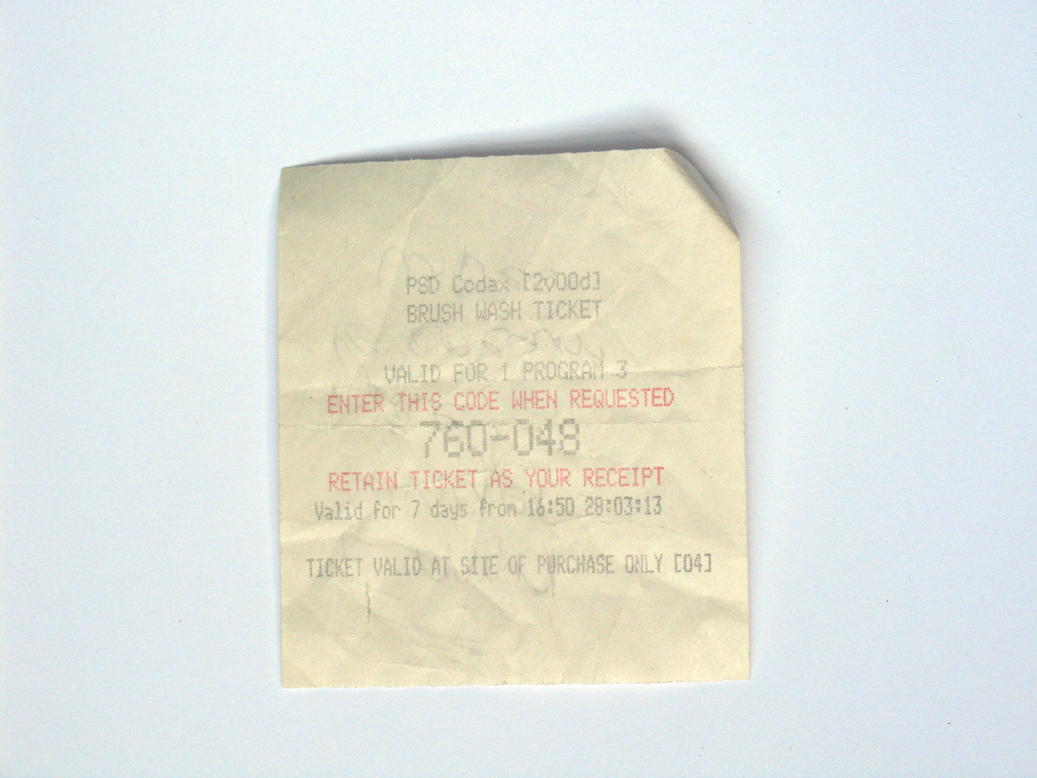 PSD Codax [2v00d]
BRUSH WASH TICKET
VALID FOR 1 PROGRAM 3
ENTER THIS CODE WHEN REQUESTED
760-048
RETAIN TICKET AS YOUR RECEIPT
Valid for 7 days from 16:50 28:03:13
TICKET VALID AT SITE OF PURCHASE ONLY [04]